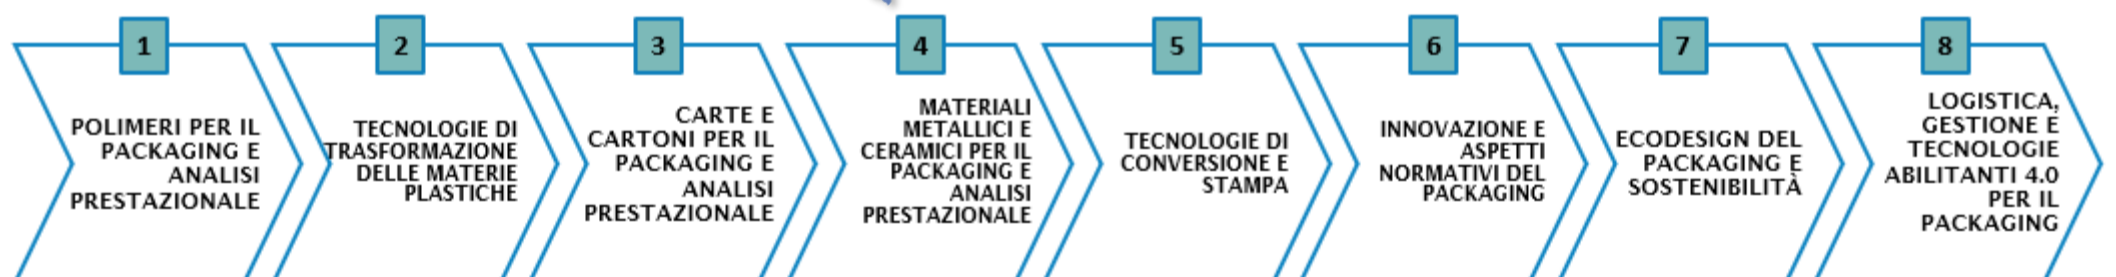 1
POLIMERI PER IL
PACKAGING E
ANALISI
PRESTAZIONALE
2
TECNOLOGIE DI
TRASFORMAZIONE
DELLE MATERIE
PLASTICHE
3
CARTE E
CARTONI PER IL
PACKAGING E
ANALISI
PRESTAZIONALE
4
MATERIALI
METALLICI E
CERAMICI PER IL
PACKAGING E
ANALISI
PRESTAZIONALE
5
TECNOLOGIE DI
CONVERSIONE E
STAMPA
6
INNOVAZIONE E
ASPETTI
NORMATIVI DEL
PACKAGING
7
ECODESIGN DEL
PACKAGING E
SOSTENIBILITÀ
8
LOGISTICA,
GESTIONE E
TECNOLOGIE
ABILITANTI 4.0
PER IL
PACKAGING